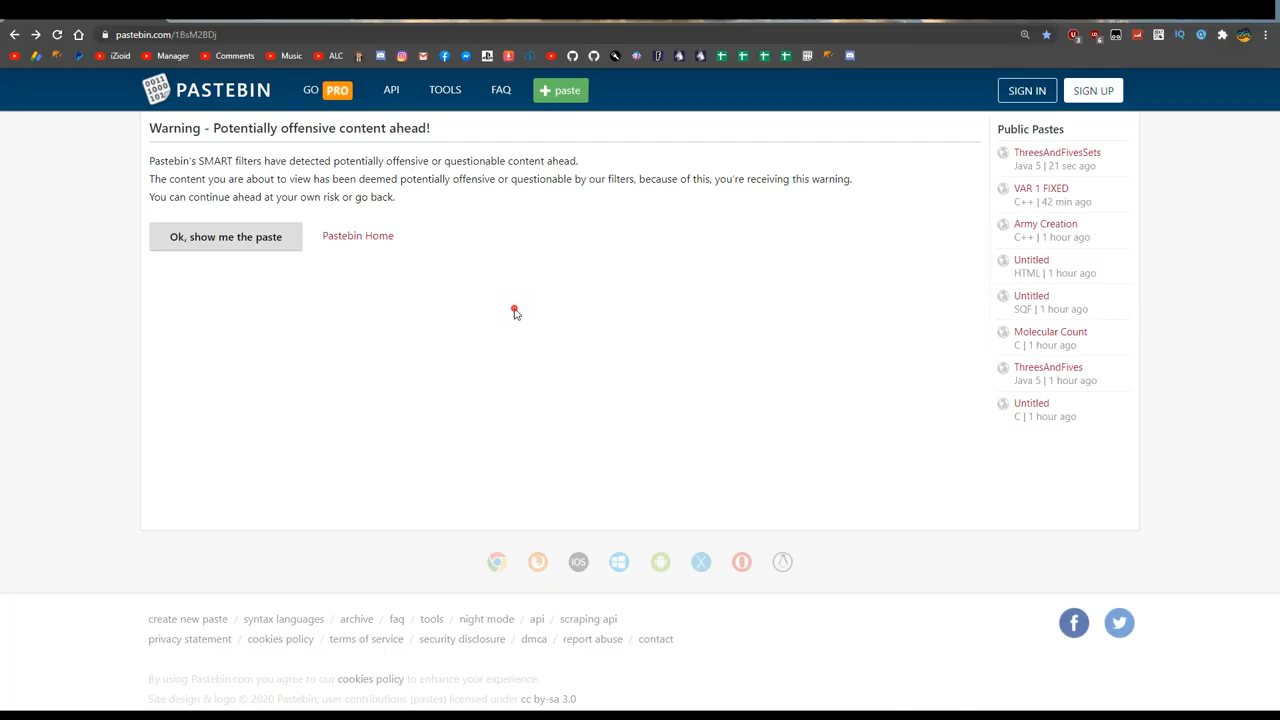 pastebin.com/1BsM2BDj
iZioid
Manager
Comments
Music
ALC
0011
1000
101
PASTEBIN
GO PRO
API
TOOLS
FAQ
+ paste
SIGN IN
SIGN UP
Warning - Potentially offensive content ahead!
Pastebin's SMART filters have detected potentially offensive or questionable content ahead.
The content you are about to view has been deemed potentially offensive or questionable by our filters, because of this, you're receiving this warning.
You can continue ahead at your own risk or go back.
Ok, show me the paste
Pastebin Home
Public Pastes
ThreesAndFivesSets
Java 5 | 21 sec ago
VAR 1 FIXED
C++ | 42 min ago
Army Creation
C++ | 1 hour ago
Untitled
HTML | 1 hour ago
Untitled
SQF | 1 hour ago
Molecular Count
C | 1 hour ago
ThreesAndFives
Java 5 | 1 hour ago
Untitled
C | 1 hour ago
iOS
create new paste / syntax languages / archive / faq / tools / night mode / api / scraping api
privacy statement / cookies policy / terms of service / security disclosure / dmca / report abuse / contact
By using Pastebin.com you agree to our cookies policy to enhance your experience.
Site design & logo © 2020 Pastebin; user contributions (pastes) licensed under cc by-sa 3.0